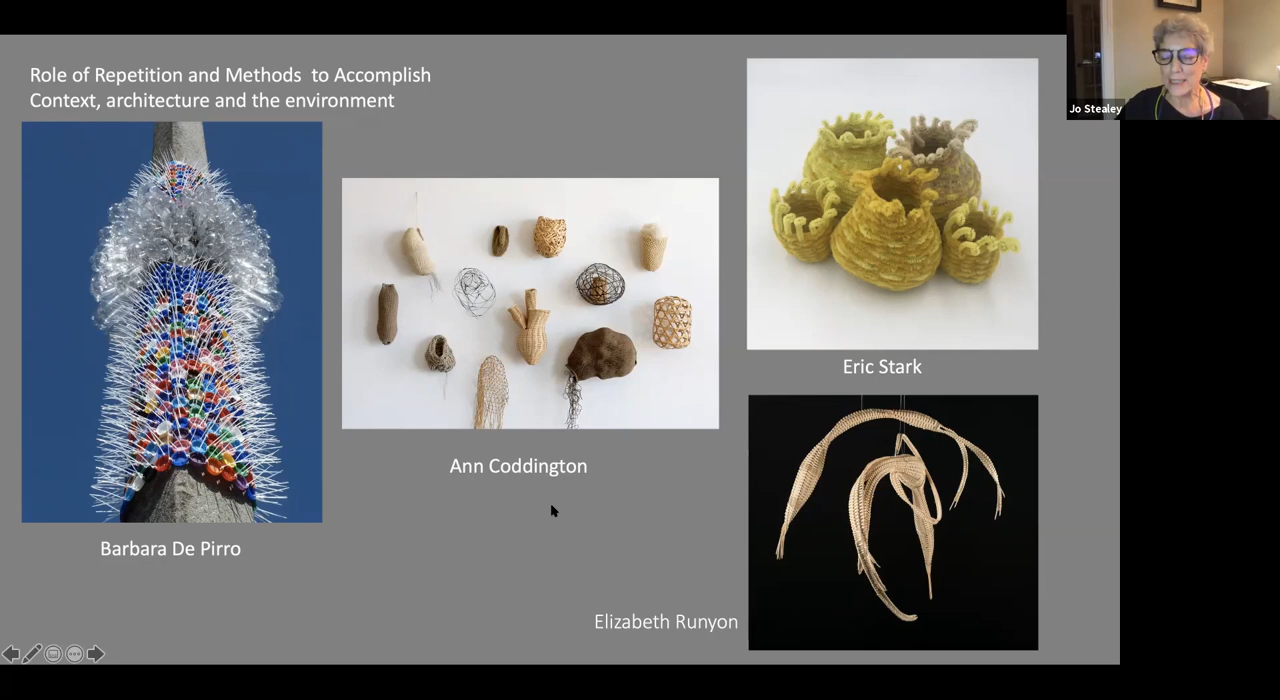 Role of Repetition and Methods to Accomplish
Context, architecture and the environment
Jo Stealey
Eric Stark
Ann Coddington
Barbara De Pirro
Elizabeth Runyon